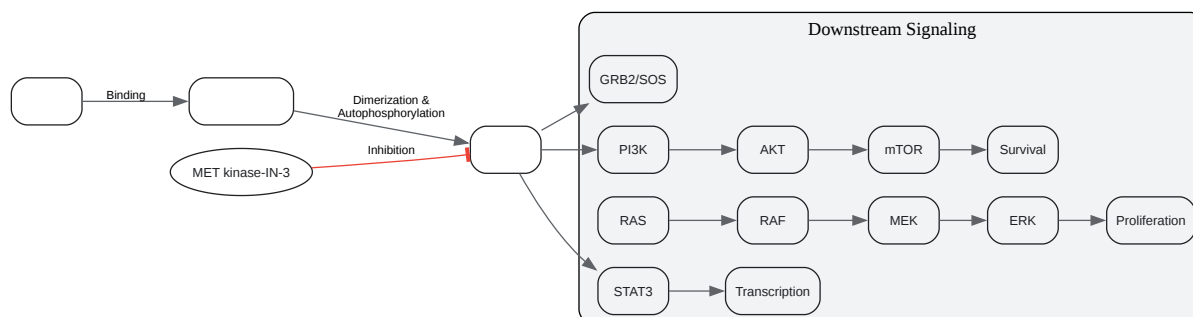 Downstream Signaling
GRB2/SOS
Binding
Dimerization &
Autophosphorylation
Inhibition
MET kinase-IN-3
PI3K
AKT
mTOR
Survival
RAS
RAF
MEK
ERK
Proliferation
STAT3
Transcription